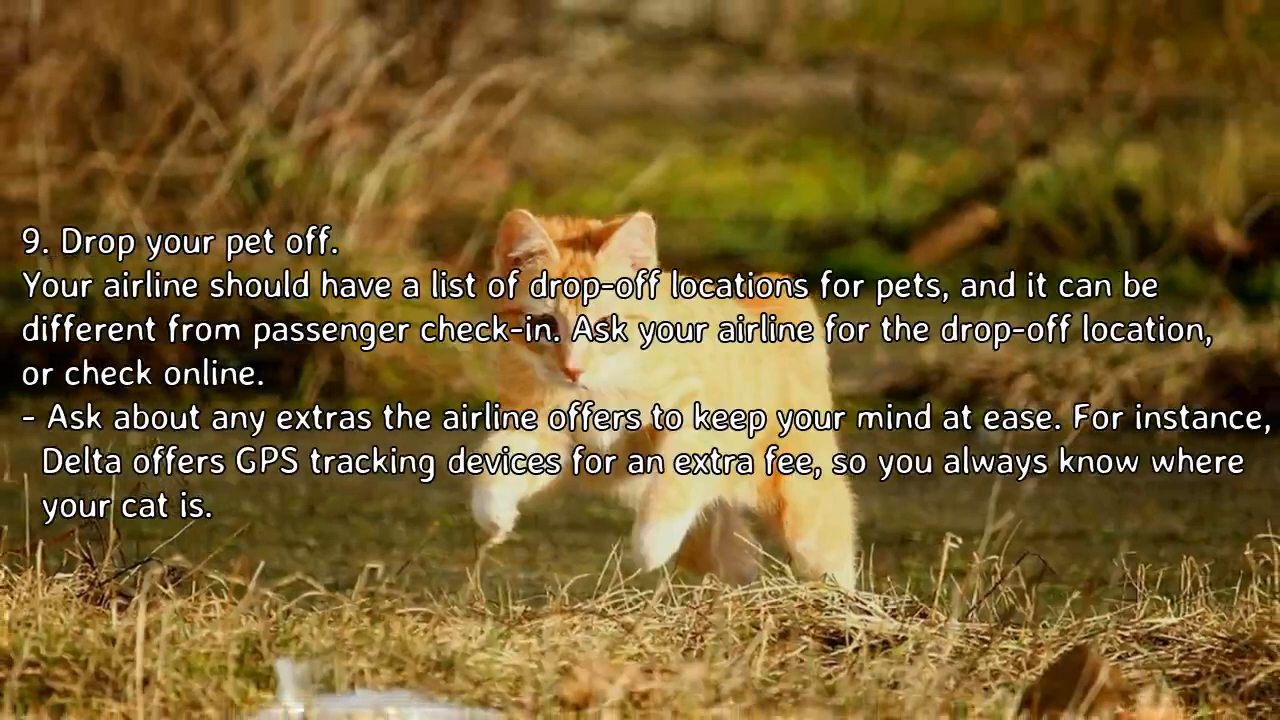 9. Drop your pet off.
Your airline should have a list of drop-off locations for pets, and it can be
different from passenger check-in. Ask your airline for the drop-off location,
or check online.
- Ask about any extras the airline offers to keep your mind at ease. For instance,
Delta offers GPS tracking devices for an extra fee, so you always know where
your cat is.